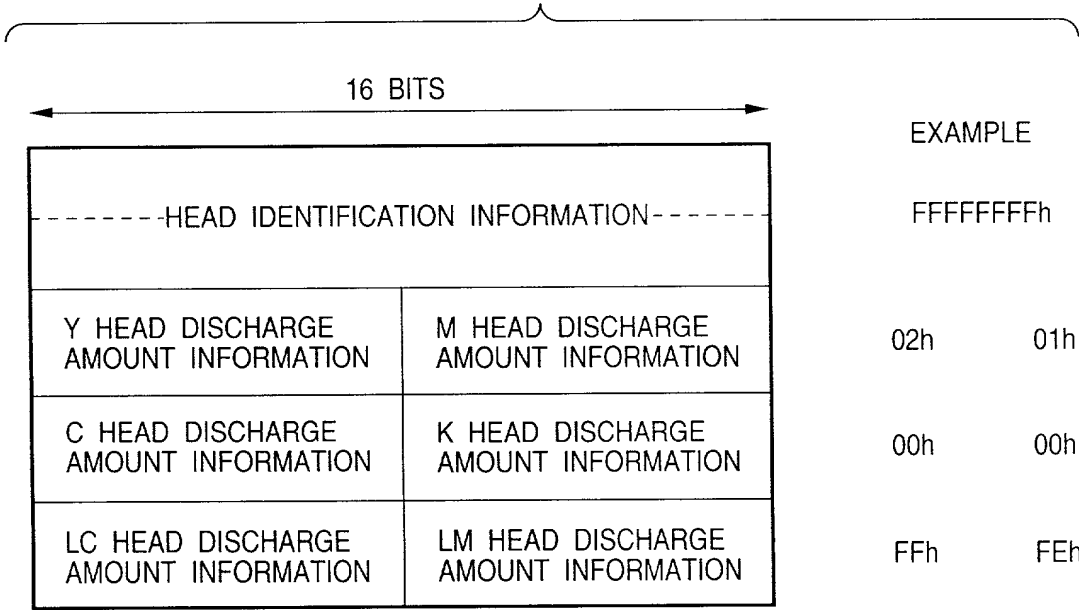 16 BITS
EXAMPLE
HEAD IDENTIFICATION INFORMATION
FFFFFFFFh
Y HEAD DISCHARGE
AMOUNT INFORMATION
M HEAD DISCHARGE
AMOUNT INFORMATION
02h
01h
C HEAD DISCHARGE
AMOUNT INFORMATION
K HEAD DISCHARGE
AMOUNT INFORMATION
00h
00h
LC HEAD DISCHARGE
AMOUNT INFORMATION
LM HEAD DISCHARGE
AMOUNT INFORMATION
FFh
FEh